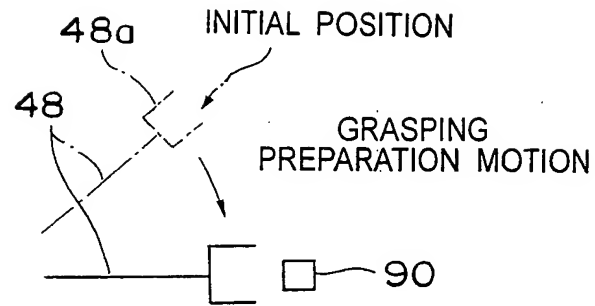 48a
INITIAL POSITION
48
GRASPING
PREPARATION MOTION
90